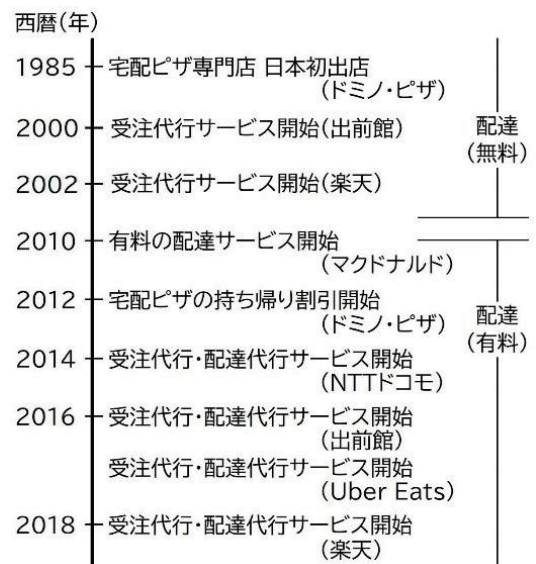 西暦(年)
1985 宅配ピザ専門店 日本初出店
(ドミノ・ピザ)
2000 受注代行サービス開始(出前館)
2002 受注代行サービス開始(楽天)
配達
(無料)
2010 有料の配達サービス開始
(マクドナルド)
2012 宅配ピザの持ち帰り割引開始
(ドミノ・ピザ)
2014 受注代行・配達代行サービス開始
(NTTドコモ)
2016 受注代行・配達代行サービス開始
(出前館)
受注代行・配達代行サービス開始
(Uber Eats)
2018 受注代行・配達代行サービス開始
(楽天)
配達
(有料)